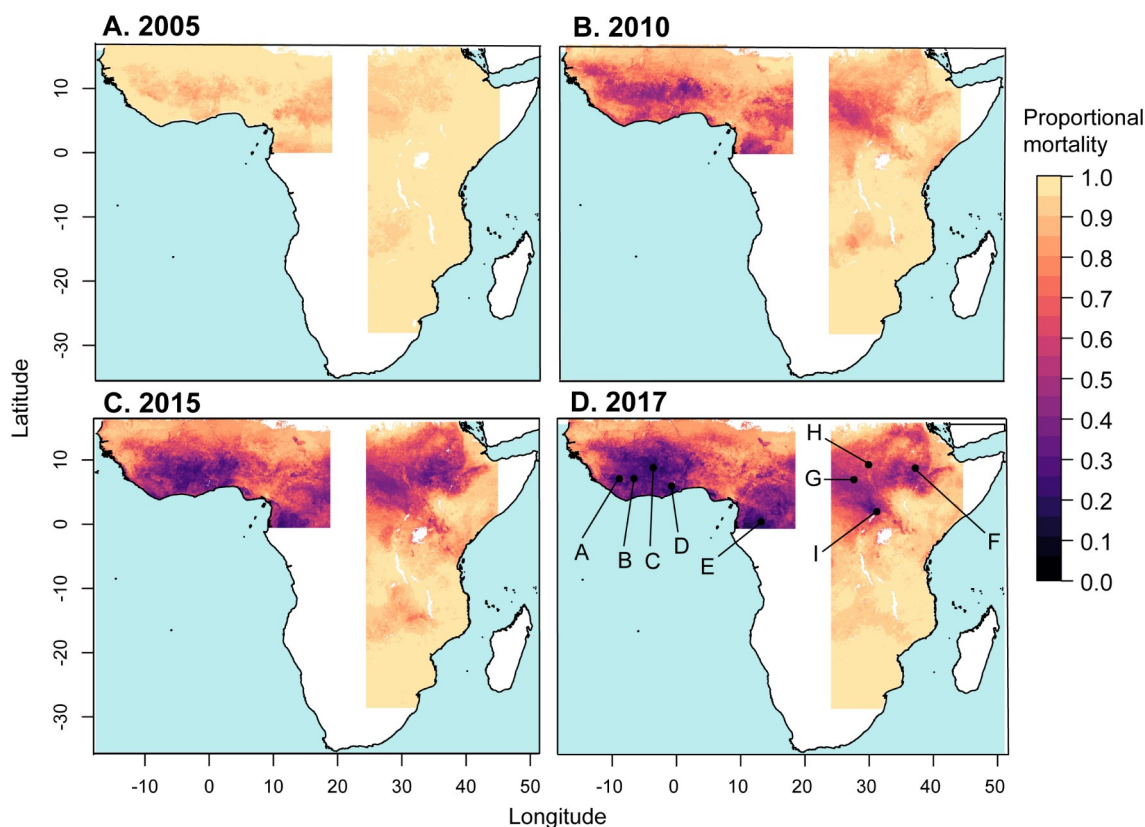 A. 2005
B. 2010
10
0
-10
-20
-30
Proportional
mortality
1.0
0.9
0.8
0.7
0.6
0.5
0.4
0.3
0.2
0.1
0.0
Latitude
C. 2015
D. 2017
10
0
-10
-20
-30
H
G
A
B
C
D
E
I
F
-10
0
10
20
30
40
50
-10
0
10
20
30
40
50
Longitude